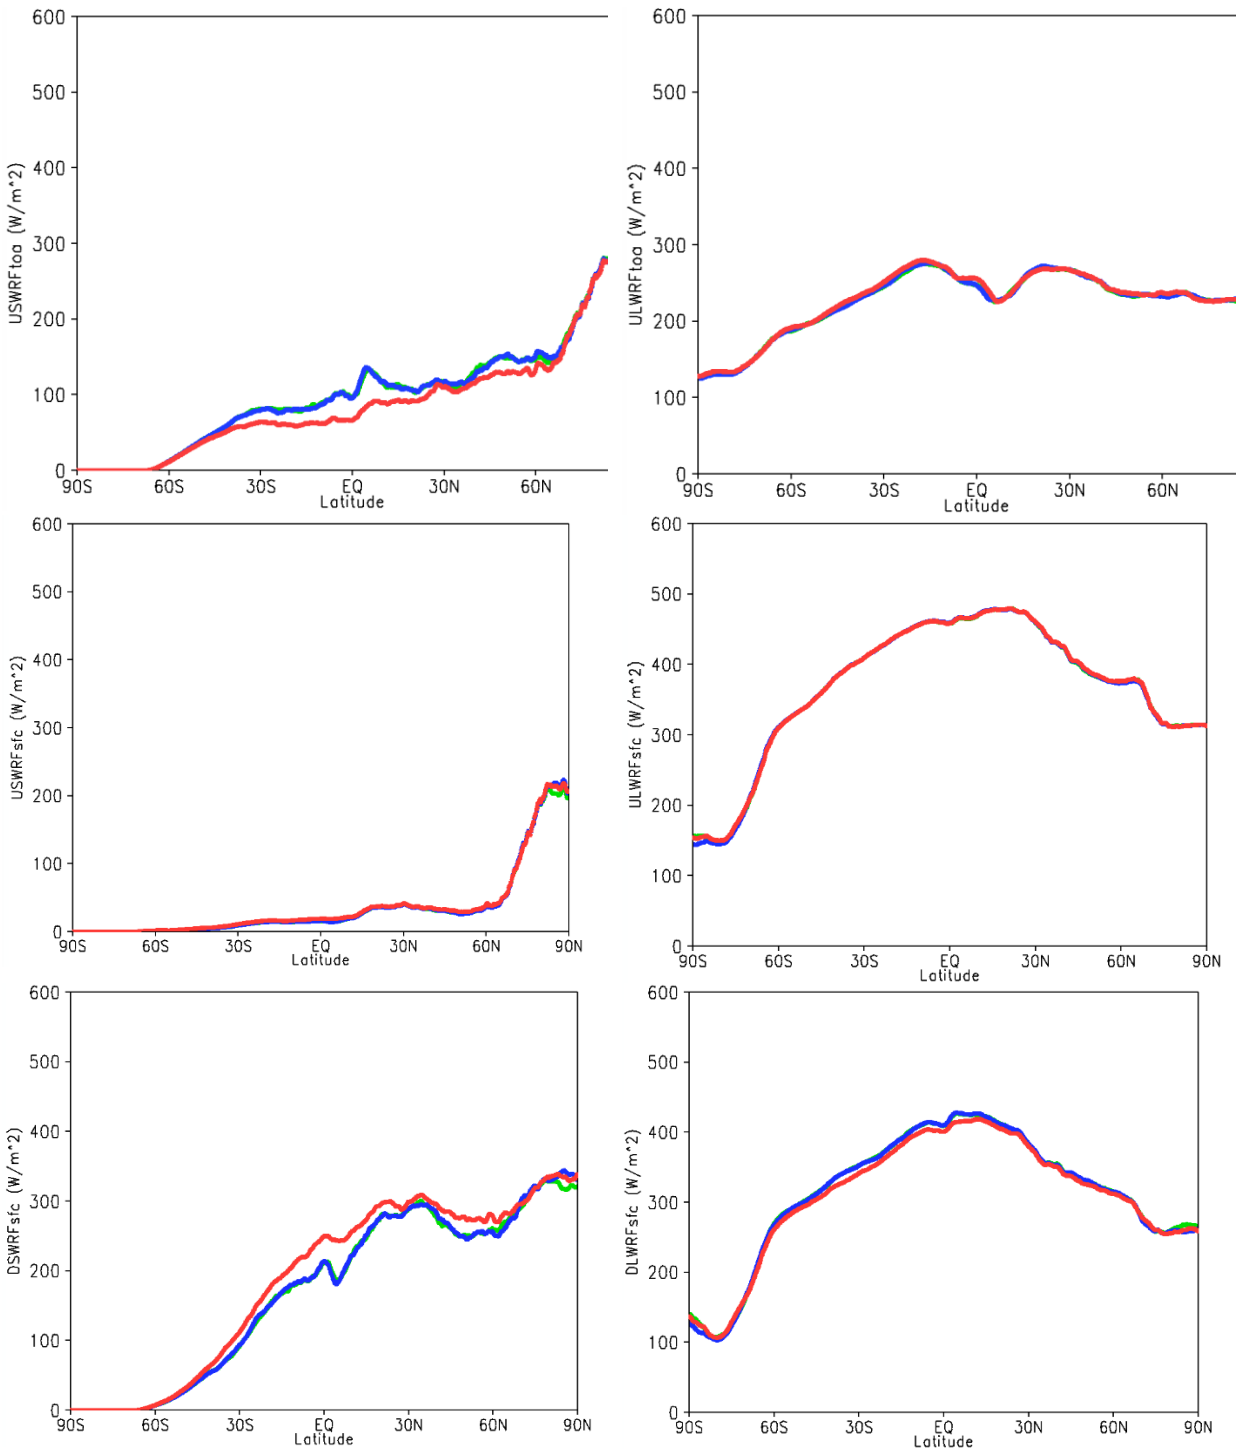 600
500
400
300
200
100
0
USWRFtoa (W/m^2)
90S 60S 30S EQ 30N 60N
Latitude
600
500
400
300
200
100
0
ULWRFtoa (W/m^2)
90S 60S 30S EQ 30N 60N
Latitude
600
500
400
300
200
100
0
USWRFsfc (W/m^2)
90S 60S 30S EQ 30N 60N 90N
Latitude
600
500
400
300
200
100
0
ULWRFsfc (W/m^2)
90S 60S 30S EQ 30N 60N 90N
Latitude
600
500
400
300
200
100
0
DSWRFsfc (W/m^2)
90S 60S 30S EQ 30N 60N 90N
Latitude
600
500
400
300
200
100
0
DLWRFsfc (W/m^2)
90S 60S 30S EQ 30N 60N 90N
Latitude